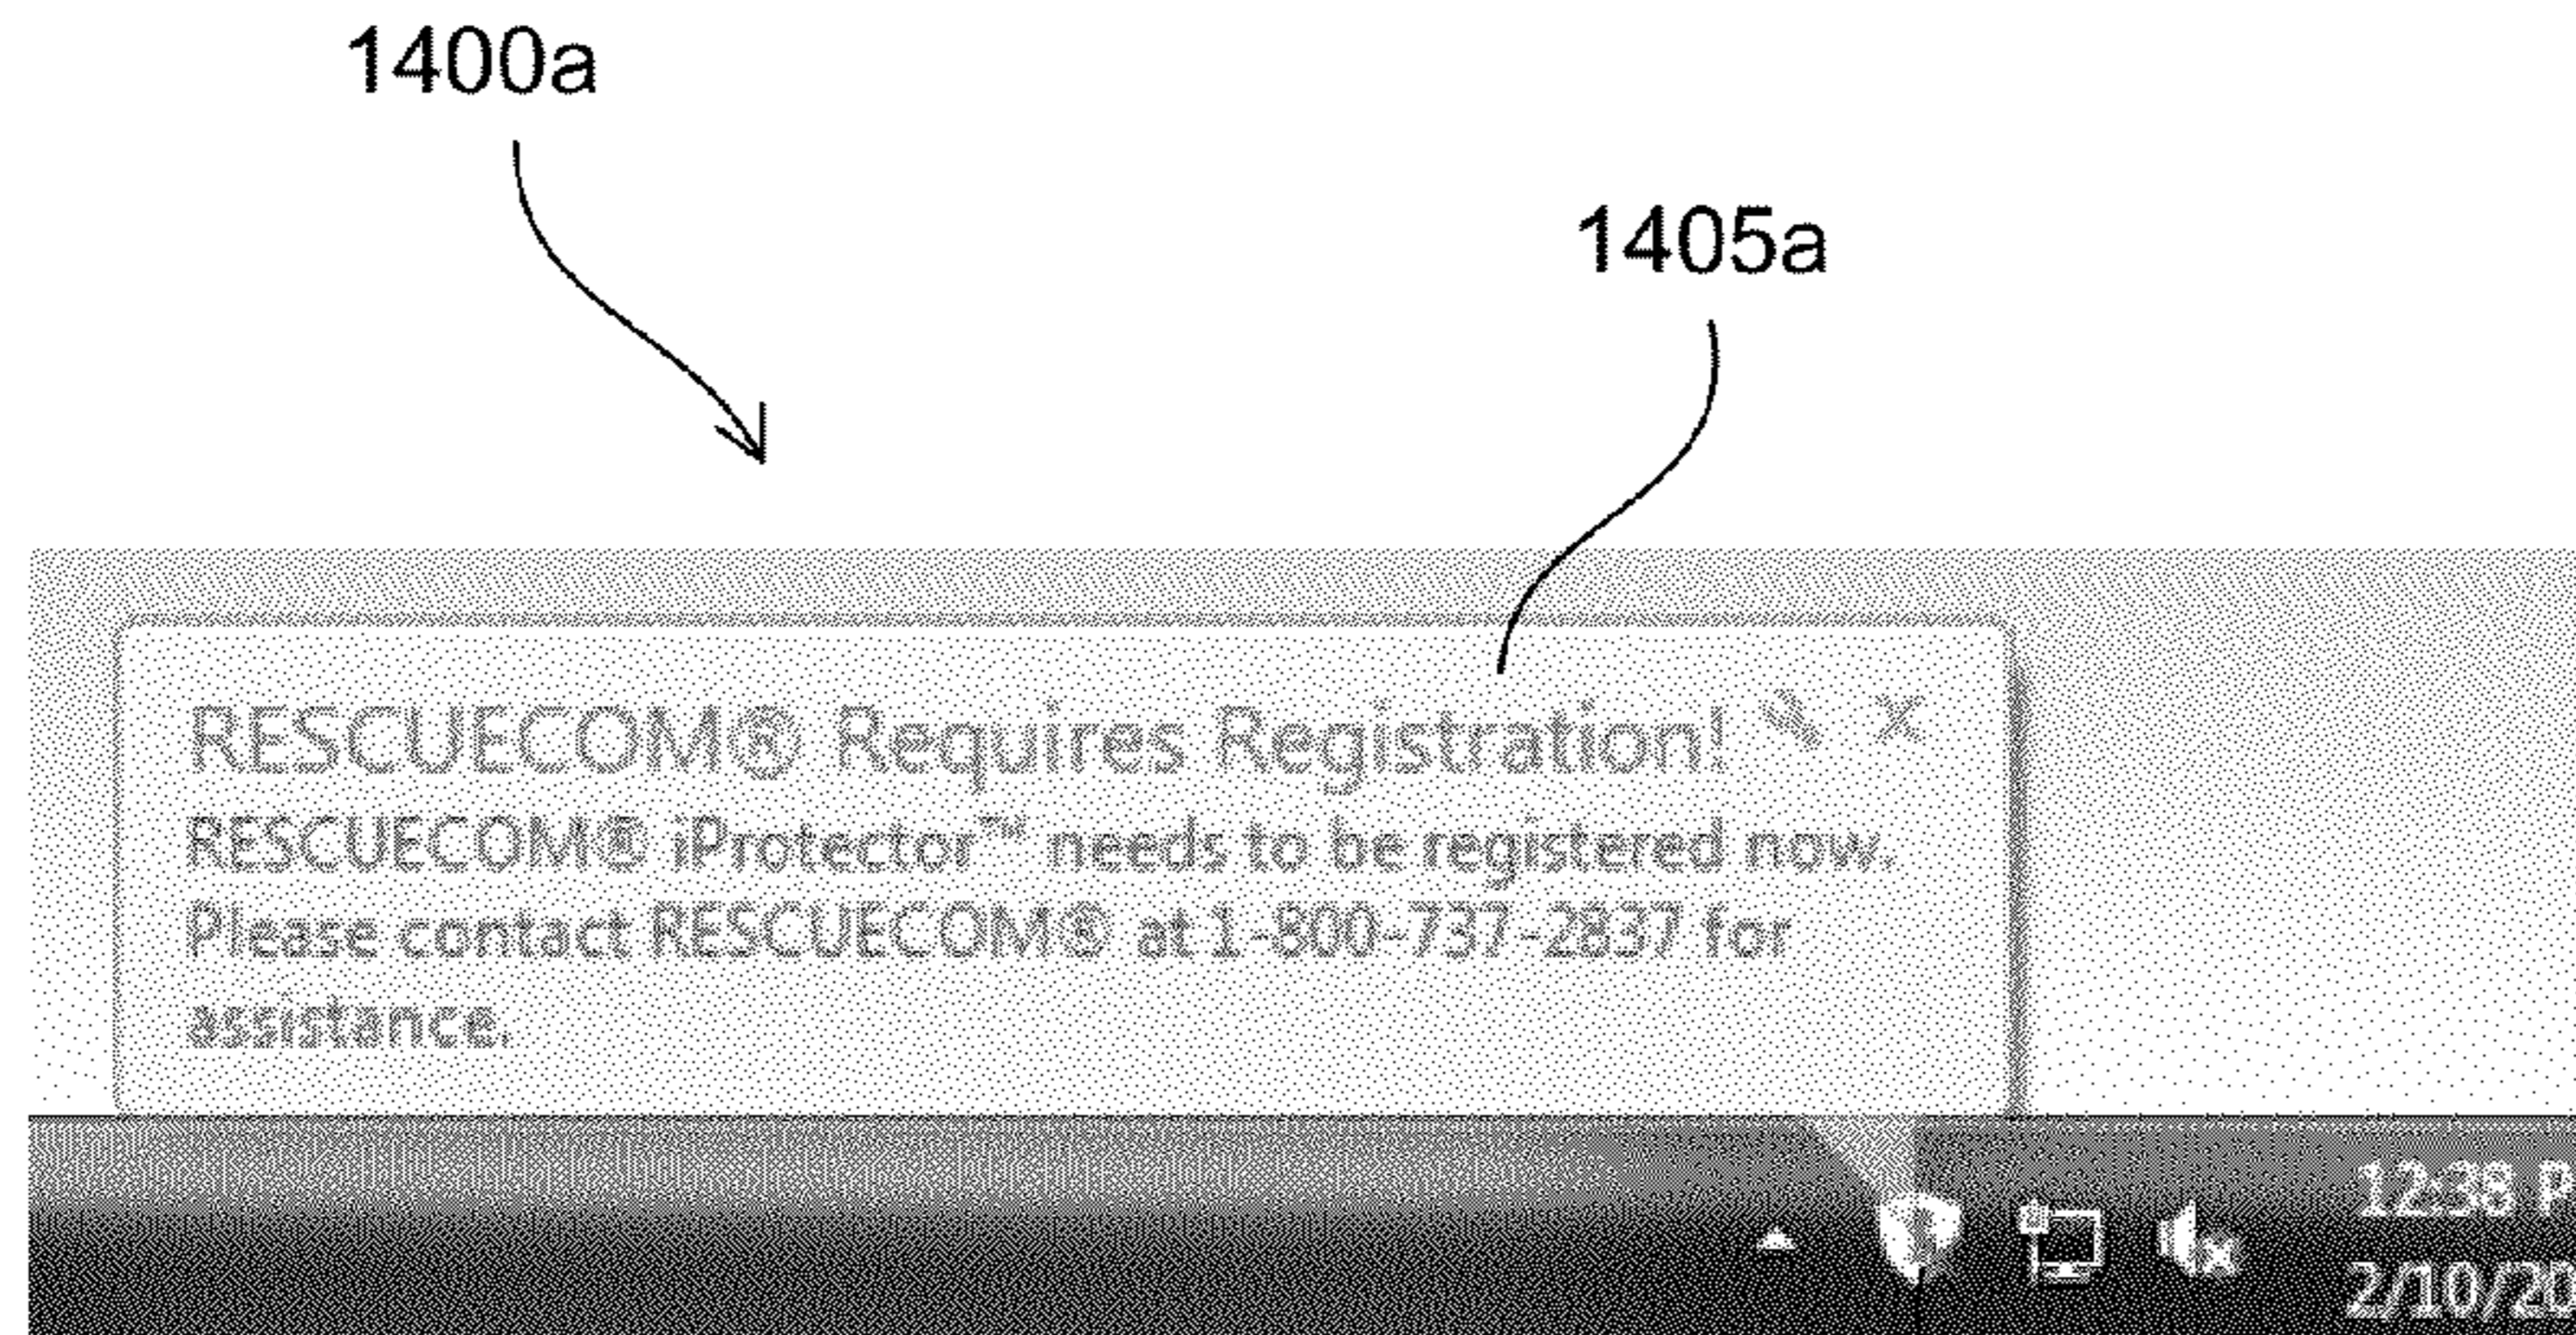 1400a
1405a
RESCUECOM® Requires Registration!
RESCUECOM® iProtector™ needs to be registered now.
Please contact RESCUECOM® at 1-800-737-2837 for
assistance.
12:38 P
2/10/20